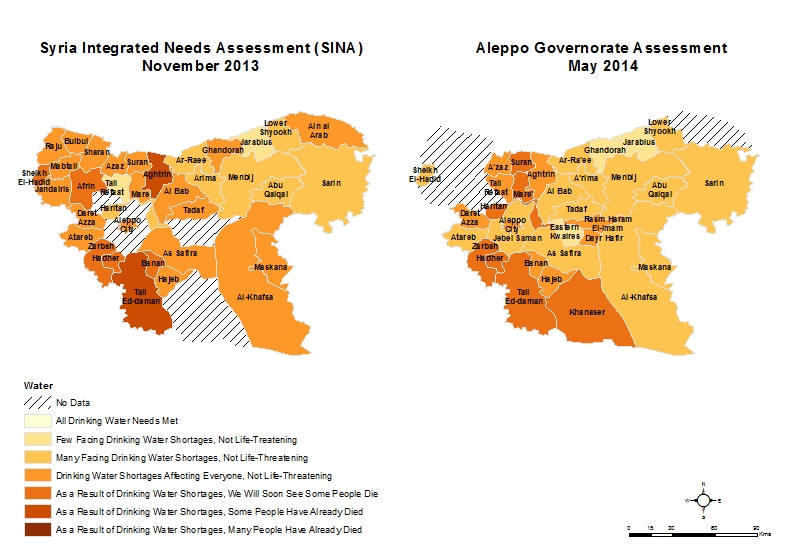 Syria Integrated Needs Assessment (SINA)
November 2013
Aleppo Governorate Assessment
May 2014
Lower
Shyookh
Ain al
Arab
Jarablus
Bulbul
Raju
Sharan
Ghandorah
Mabtali
Azaz
Suran
Ar-Raee
Sheikh
El-Hadid
Jandairis
Afrin
Tall
Refaat
Mare
Aghtrin
Arima
Menbij
Al Bab
Abu
Qalqal
Sarin
Haritan
Daret
Azza
Aleppo
City
Tadaf
Atareb
Zarbah
Hadher
Banan
As Safira
Maskana
Hajeb
Tall
Ed-daman
Al-Khafsa
Lower
Shyookh
Jarablus
Ghandorah
Sheikh
El-Hadid
A'zaz
Suran
Ar-Ra'ee
Aghtrin
A'rima
Menbij
Tall
Refaat
Mare'
Al Bab
Abu
Qalqal
Sarin
Haritan
Daret
Azza
Aleppo
City
Tadaf
Rasm Haram
El-Imam
Eastern
Kwaires
Dayr Hafir
Atareb
Jebel Saman
Zarbah
Hadher
Banan
As Safira
Maskana
Hajeb
Tall
Ed-daman
Al-Khafsa
Khanaser
Water
No Data
All Drinking Water Needs Met
Few Facing Drinking Water Shortages, Not Life-Treatening
Many Facing Drinking Water Shortages, Not Life-Threatening
Drinking Water Shortages Affecting Everyone, Not Life-Threatening
As a Result of Drinking Water Shortages, We Will Soon See Some People Die
As a Result of Drinking Water Shortages, Some People Have Already Died
As a Result of Drinking Water Shortages, Many People Have Already Died
N
W E
S
0 15 30 60 90
Kms